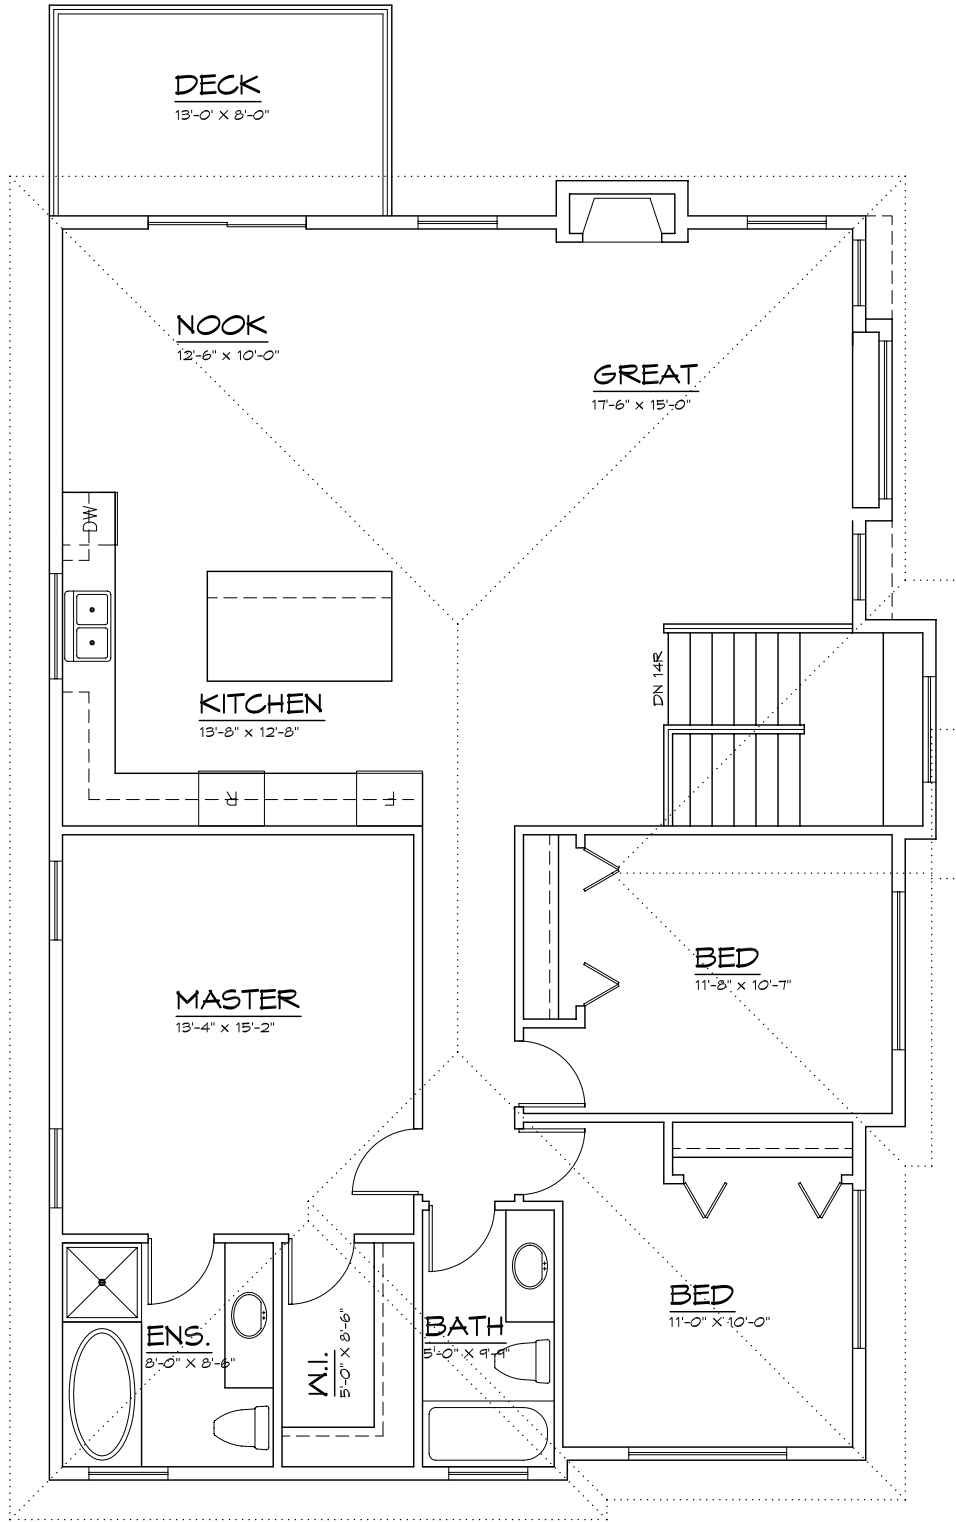 DECK
13'-0' X 8'-0"
NOOK
12'-6" x 10'-0"
GREAT
17'-6" x 15'-0"
DW
KITCHEN
13'-8" x 12'-8"
DN 14R
R
F
BED
11'-8" x 10'-7"
MASTER
13'-4" x 15'-2"
BED
11'-0" X 10'-0"
ENS.
8'-0" X 8'-6"
W.I.
5'-0" X 8'-6"
BATH
5'-0" X 9'-9"